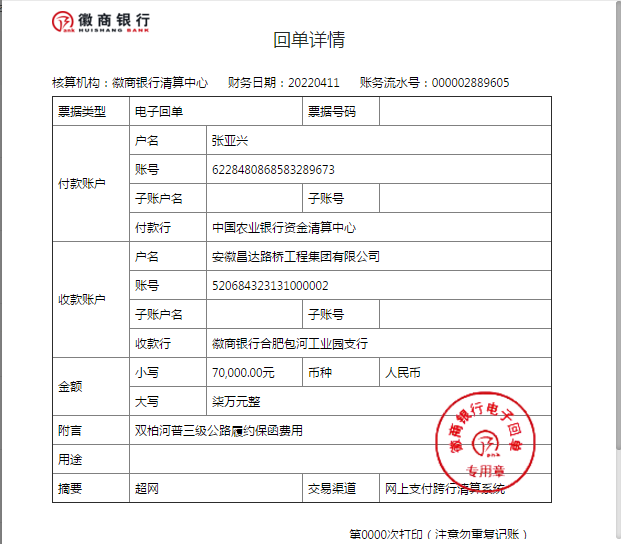 徽商银行
HUISHANG BANK
回单详情
核算机构：徽商银行清算中心 财务日期：20220411 账务流水号：000002889605
票据类型 电子回单 票据号码
付款账户
户名 张亚兴
账号 6228480868583289673
子账户名 子账号
付款行 中国农业银行资金清算中心
收款账户
户名 安徽昌达路桥工程集团有限公司
账号 520684323131000002
子账户名 子账号
收款行 徽商银行合肥包河工业园支行
金额
小写 70,000.00元 币种 人民币
大写 柒万元整
附言 双柏河普三级公路履约保函费用
用途
摘要 超网 交易渠道 网上支付跨行清算系统
徽商银行电子回单
专用章
第0000次打印（注意勿重复记账）